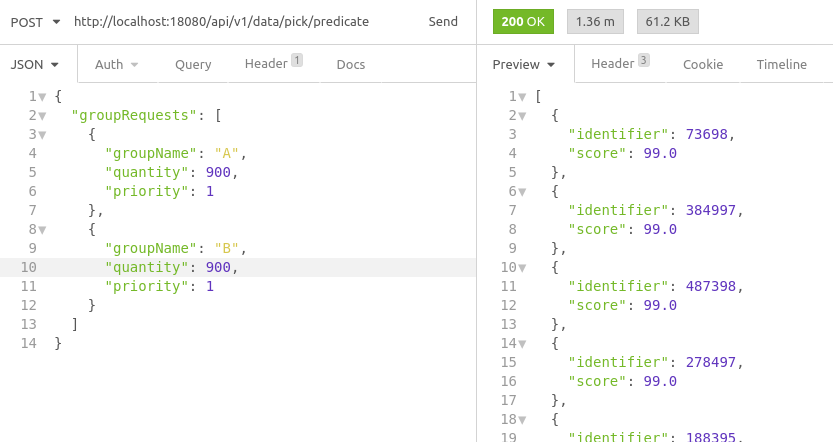 POST http://localhost:18080/api/v1/data/pick/predicate Send
JSON Auth Query Header 1 Docs
1 {
2 "groupRequests": [
3 {
4 "groupName": "A",
5 "quantity": 900,
6 "priority": 1
7 },
8 {
9 "groupName": "B",
10 "quantity": 900,
11 "priority": 1
12 }
13 ]
14 }
200 OK 1.36 m 61.2 KB
Preview Header 3 Cookie Timeline
1 [
2 {
3 "identifier": 73698,
4 "score": 99.0
5 },
6 {
7 "identifier": 384997,
8 "score": 99.0
9 },
10 {
11 "identifier": 487398,
12 "score": 99.0
13 },
14 {
15 "identifier": 278497,
16 "score": 99.0
17 },
18 {
19 "identifier": 188395,